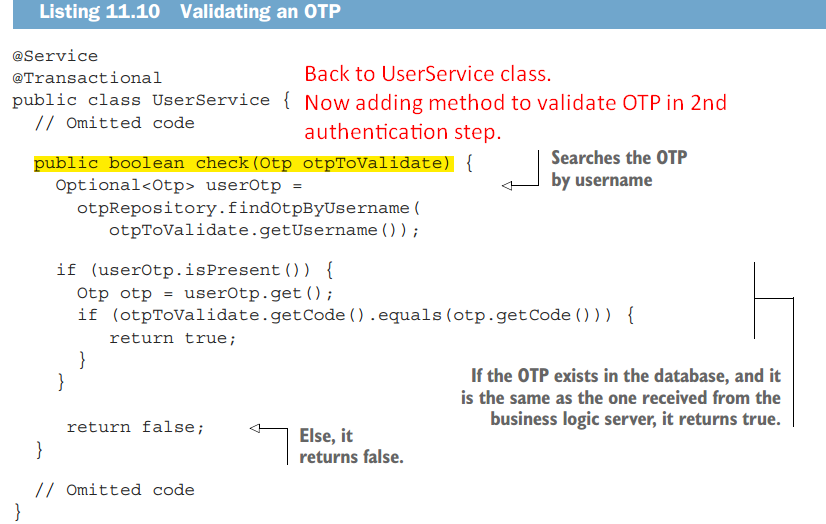 Listing 11.10 Validating an OTP
@Service
@Transactional
public class UserService {
// Omitted code
Back to UserService class.
Now adding method to validate OTP in 2nd
authentication step.
public boolean check(Otp otpToValidate) {
Optional<Otp> userOtp =
otpRepository.findOtpByUsername(
otpToValidate.getUsername());
Searches the OTP
by username
if (userOtp.isPresent()) {
Otp otp = userOtp.get();
if (otpToValidate.getCode().equals(otp.getCode())) {
return true;
}
}
If the OTP exists in the database, and it
is the same as the one received from the
business logic server, it returns true.
return false;
Else, it
returns false.
}
// Omitted code
}